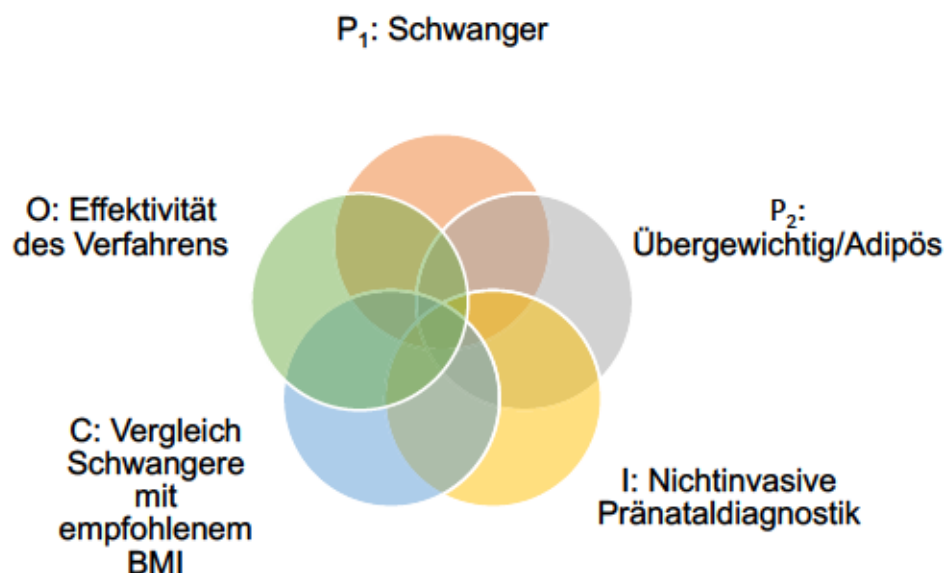 P₁: Schwanger
O: Effektivität
des Verfahrens
P₂:
Übergewichtig/Adipös
C: Vergleich
Schwangere
mit
empfohlenem
BMI
I: Nichtinvasive
Pränataldiagnostik